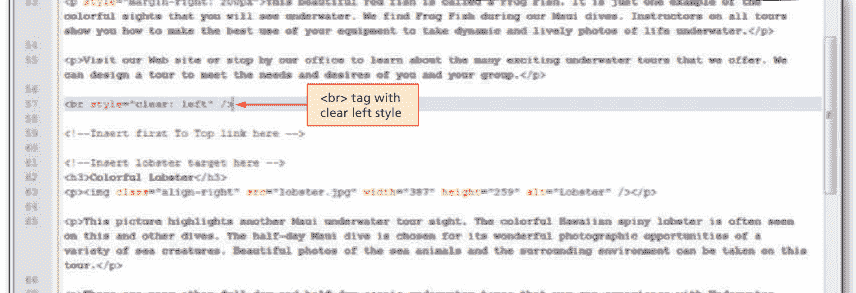 53 <p style="margin-right: 200px">This beautiful red fish is called a Frog Fish. It is just one example of the
colorful sights that you will see underwater. We find Frog Fish during our Maui dives. Instructors on all tours
show you how to make the best use of your equipment to take dynamic and lively photos of life underwater.</p>
54
55 <p>Visit our Web site or stop by our office to learn about the many exciting underwater tours that we offer. We
can design a tour to meet the needs and desires of you and your group.</p>
56
57 <br style="clear: left" />
<br> tag with
clear left style
58
59 <!--Insert first To Top link here -->
60
61 <!--Insert lobster target here -->
62 <h3>Colorful Lobster</h3>
63 <p><img class="align-right" src="lobster.jpg" width="387" height="259" alt="Lobster" /></p>
64
65 <p>This picture highlights another Maui underwater tour sight. The colorful Hawaiian spiny lobster is often seen
on this and other dives. The half-day Maui dive is chosen for its wonderful photographic opportunities of a
variety of sea creatures. Beautiful photos of the sea animals and the surrounding environment can be taken on this
tour.</p>
66